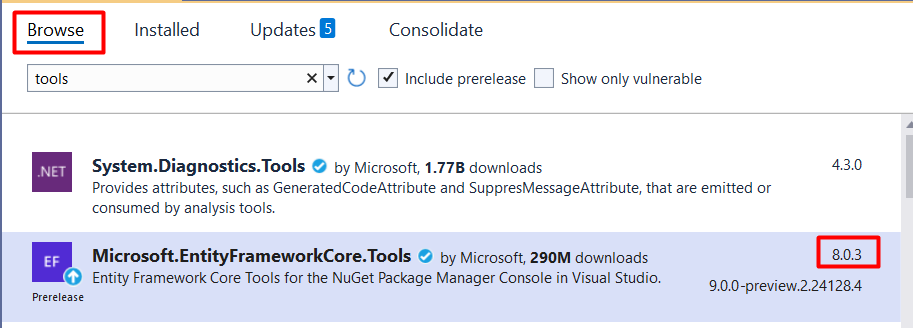 Browse Installed Updates 5 Consolidate
tools Include prerelease Show only vulnerable
.NET System.Diagnostics.Tools by Microsoft, 1.77B downloads 4.3.0
Provides attributes, such as GeneratedCodeAttribute and SuppresMessageAttribute, that are emitted or
consumed by analysis tools.
EF Microsoft.EntityFrameworkCore.Tools by Microsoft, 290M downloads 8.0.3
Entity Framework Core Tools for the NuGet Package Manager Console in Visual Studio.
9.0.0-preview.2.24128.4
Prerelease